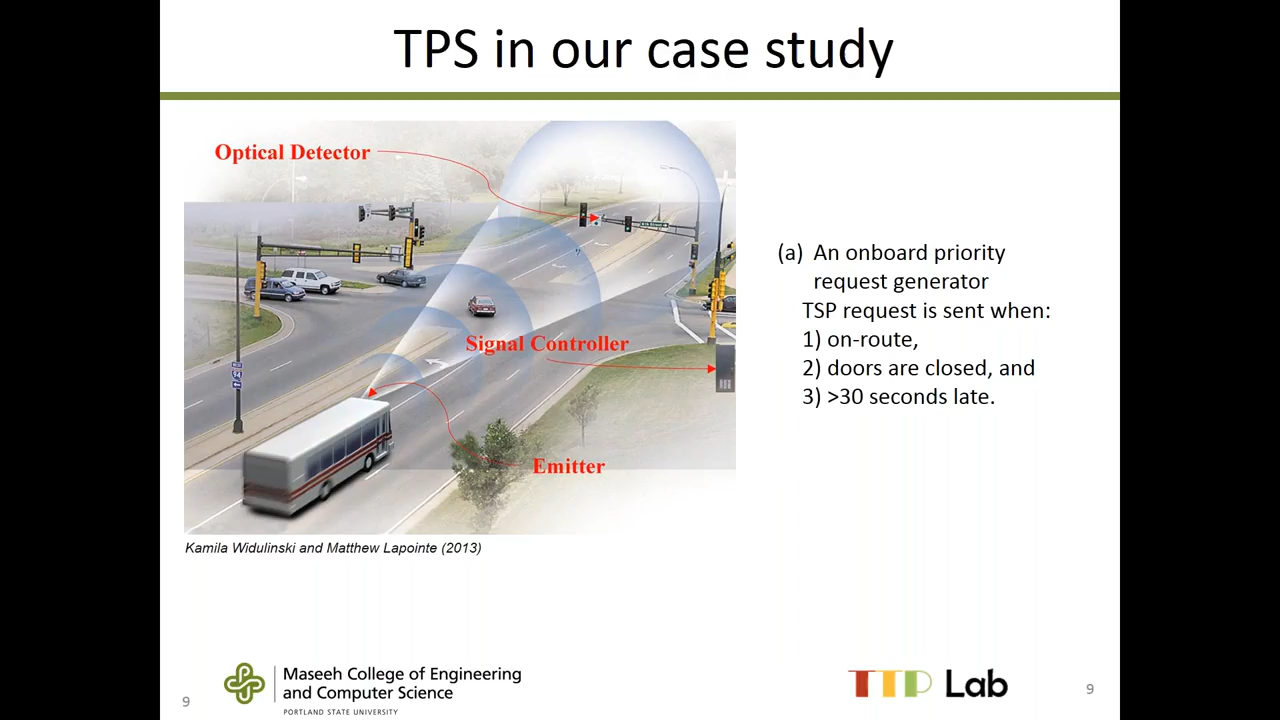 TPS in our case study
Optical Detector
Signal Controller
Emitter
Kamila Widulinski and Matthew Lapointe (2013)
(a) An onboard priority
request generator
TSP request is sent when:
1) on-route,
2) doors are closed, and
3) >30 seconds late.
9
Maseeh College of Engineering
and Computer Science
PORTLAND STATE UNIVERSITY
TTP Lab
9